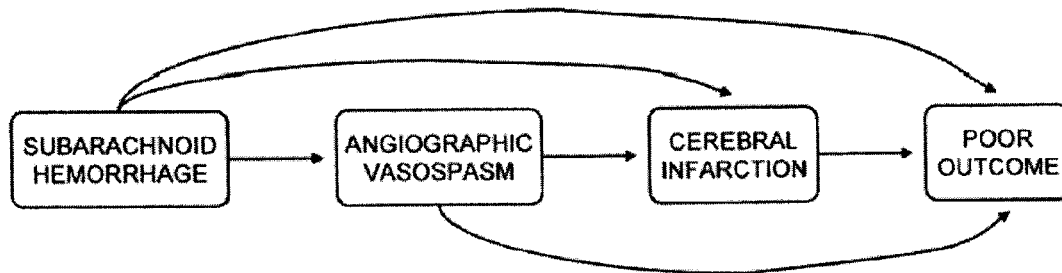 SUBARACHNOID
HEMORRHAGE
ANGIOGRAPHIC
VASOSPASM
CEREBRAL
INFARCTION
POOR
OUTCOME